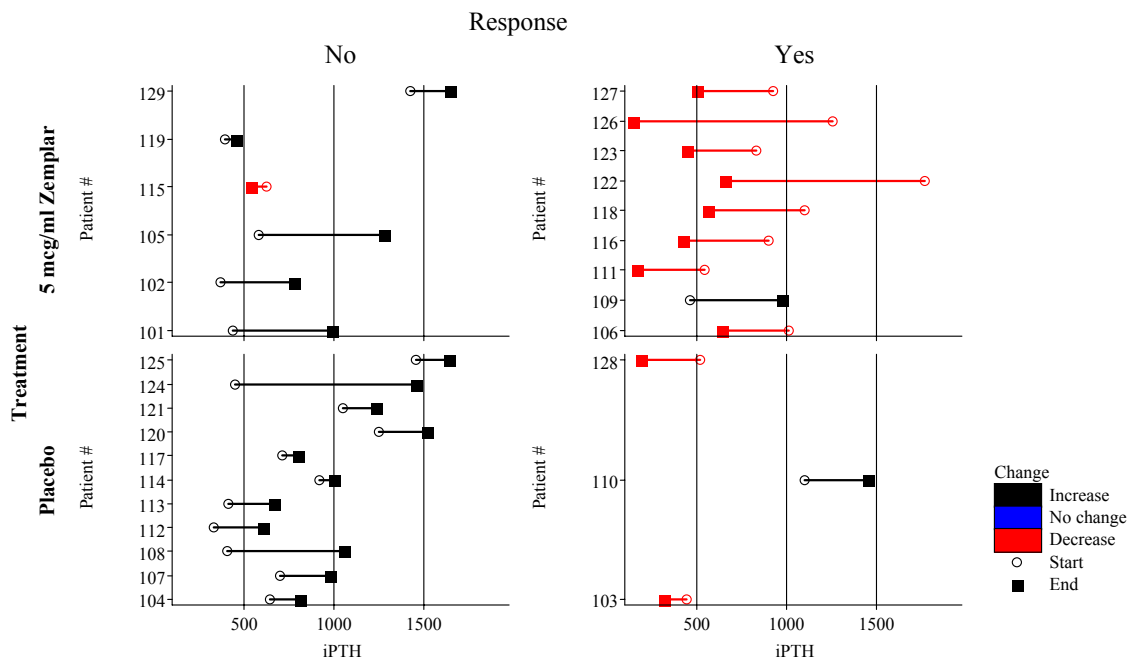 Response
No
Yes
Treatment
5 mcg/ml Zemplar
Patient #
129
119
115
105
102
101
Patient #
127
126
123
122
118
116
111
109
106
Placebo
Patient #
125
124
121
120
117
114
113
112
108
107
104
500 1000 1500
iPTH
Patient #
128
110
103
500 1000 1500
iPTH
Change
Increase
No change
Decrease
Start
End